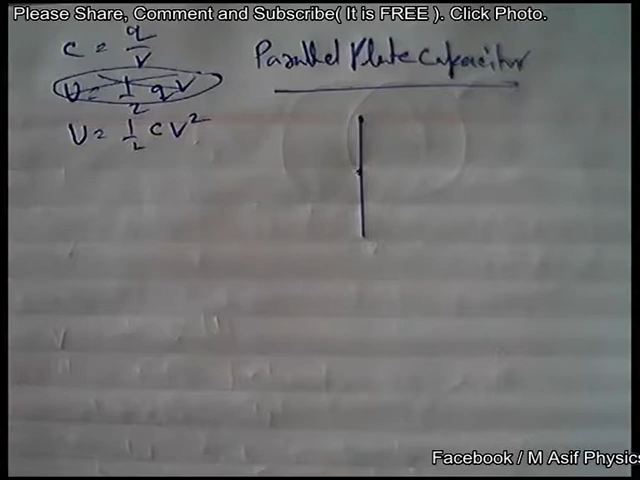 Please Share, Comment and Subscribe( It is FREE ). Click Photo.
C = q/V
U = 1/2 qV
U = 1/2 CV²
Parallel Plate Capacitor
Facebook / M Asif Physics